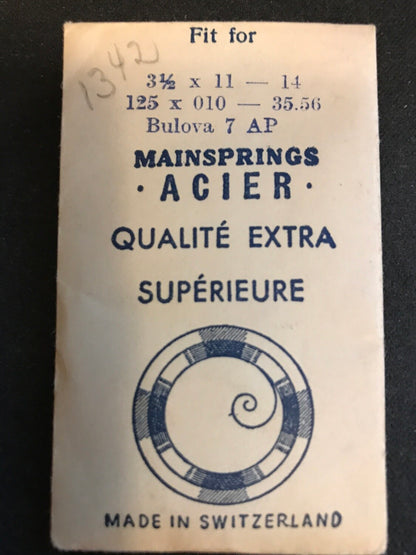 Fit for
1342
3½ x 11 — 14
125 x 010 — 35.56
Bulova 7 AP
MAINSPRINGS
· ACIER ·
QUALITÉ EXTRA
SUPÉRIEURE
MADE IN SWITZERLAND